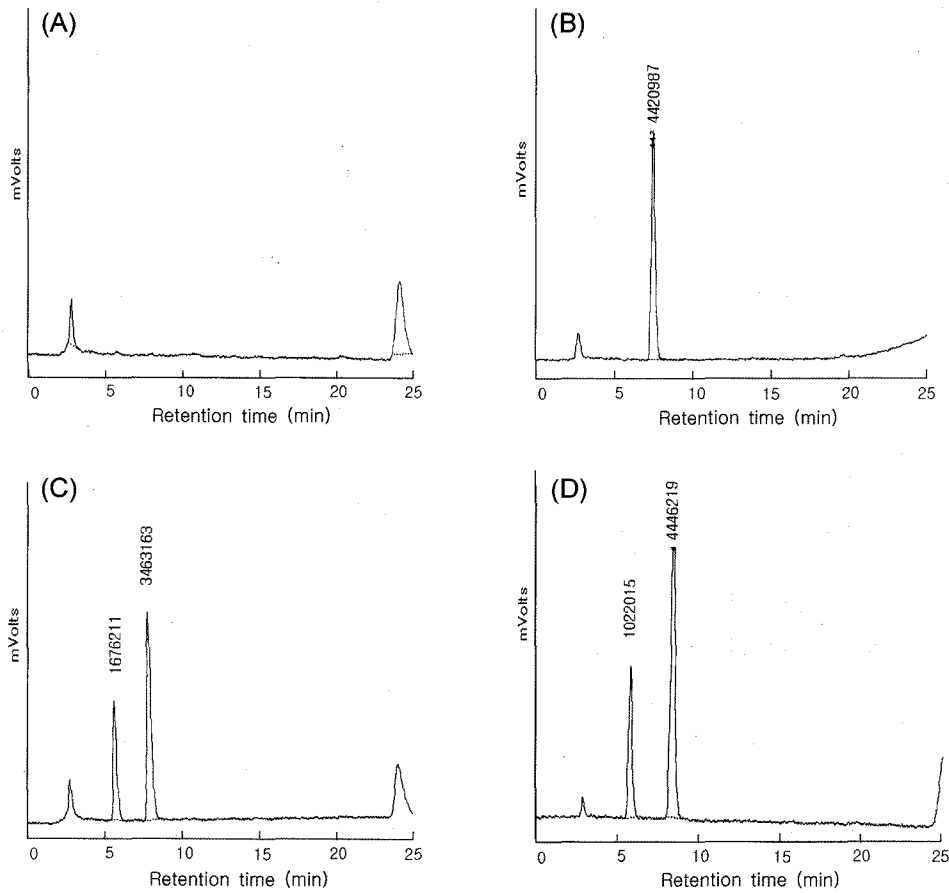 (A)
mVolts
0 5 10 15 20 25
Retention time (min)
(B)
4420987
mVolts
0 5 10 15 20 25
Retention time (min)
(C)
1676211
3463163
mVolts
0 5 10 15 20 25
Retention time (min)
(D)
1022015
4446219
mVolts
0 5 10 15 20 25
Retention time (min)